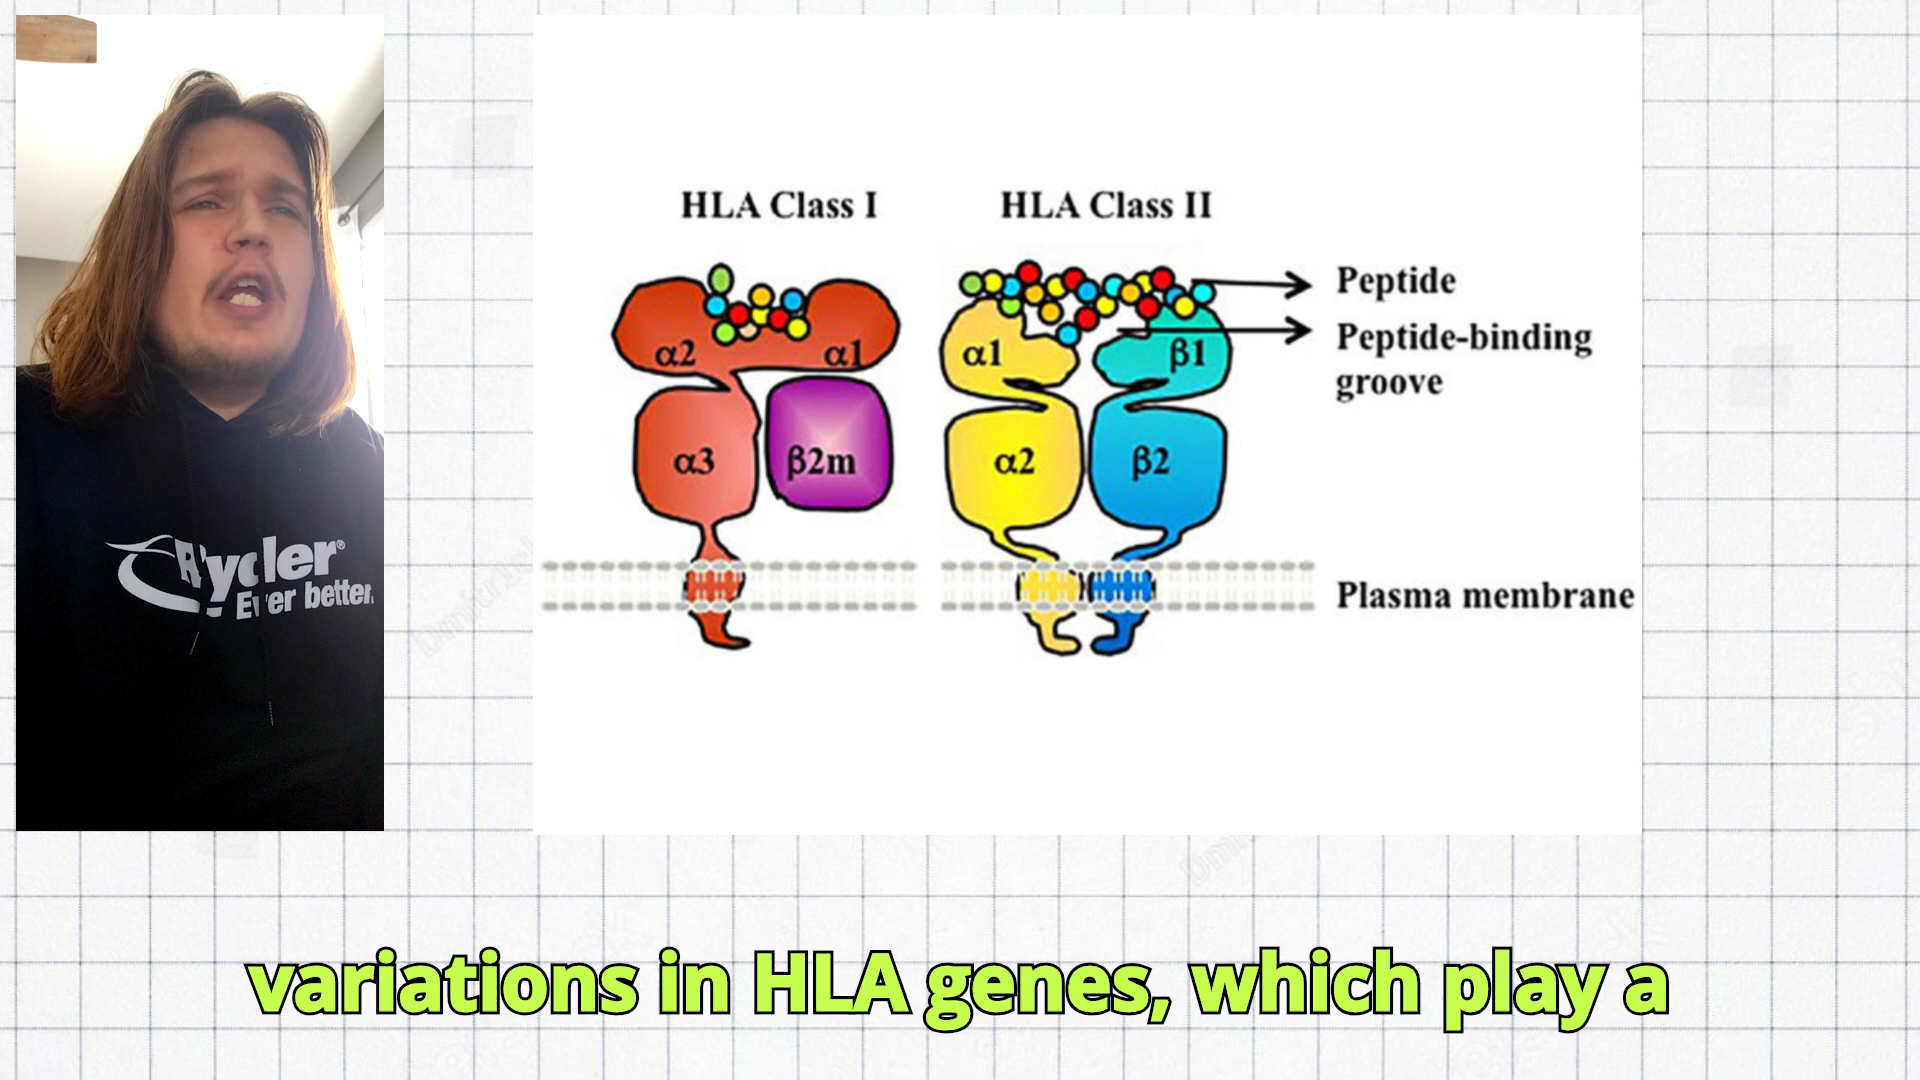 HLA Class I
HLA Class II
Peptide
Peptide-binding
groove
α2
α1
α1
β1
α3
β2m
α2
β2
Plasma membrane
Rycler®
Ever better.
variations in HLA genes, which play a